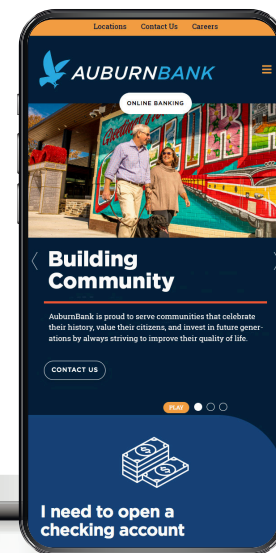 Locations Contact Us Careers
AUBURNBANK
ONLINE BANKING
Greetings
Building
Community
AuburnBank is proud to serve communities that celebrate
their history, value their citizens, and invest in future gener-
ations by always striving to improve their quality of life.
CONTACT US
PLAY
I need to open a
checking account